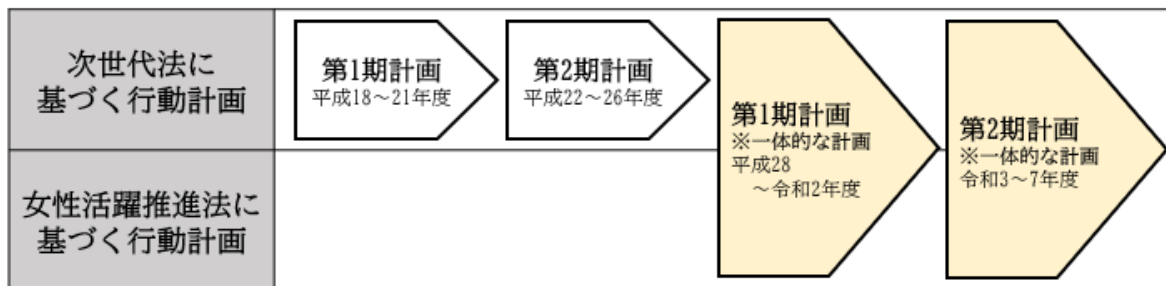 次世代法に
基づく行動計画
第1期計画
平成18～21年度
第2期計画
平成22～26年度
第1期計画
※一体的な計画
平成28
～令和2年度
第2期計画
※一体的な計画
令和3～7年度
女性活躍推進法に
基づく行動計画